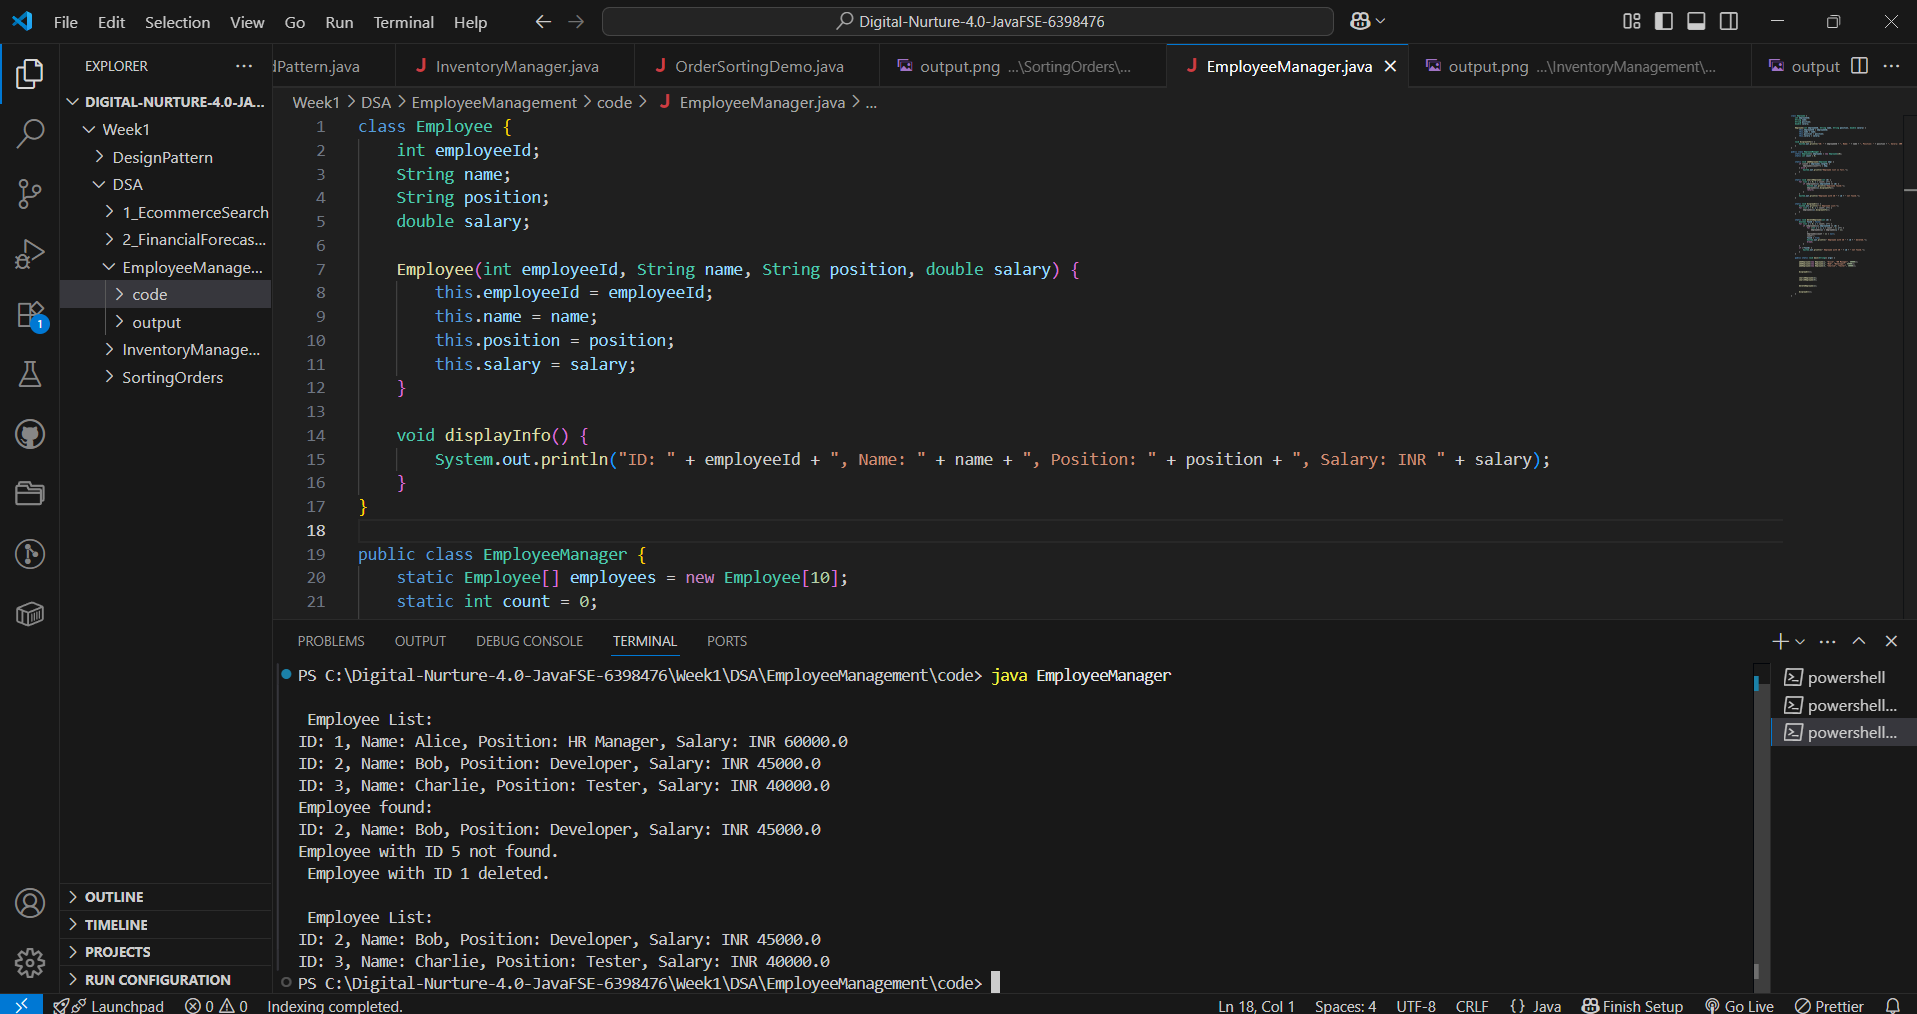 File Edit Selection View Go Run Terminal Help
Digital-Nurture-4.0-JavaFSE-6398476
EXPLORER
DIGITAL-NURTURE-4.0-JA...
Week1
DesignPattern
DSA
1_EcommerceSearch
2_FinancialForecas...
EmployeeManage...
code
output
InventoryManage...
SortingOrders
OUTLINE
TIMELINE
PROJECTS
RUN CONFIGURATION
1
dPattern.java
InventoryManager.java
OrderSortingDemo.java
output.png ...\SortingOrders\...
EmployeeManager.java
output.png ...\InventoryManagement\...
output
Week1 > DSA > EmployeeManagement > code > EmployeeManager.java > ...
1 class Employee {
2 int employeeId;
3 String name;
4 String position;
5 double salary;
6
7 Employee(int employeeId, String name, String position, double salary) {
8 this.employeeId = employeeId;
9 this.name = name;
10 this.position = position;
11 this.salary = salary;
12 }
13
14 void displayInfo() {
15 System.out.println("ID: " + employeeId + ", Name: " + name + ", Position: " + position + ", Salary: INR " + salary);
16 }
17 }
18
19 public class EmployeeManager {
20 static Employee[] employees = new Employee[10];
21 static int count = 0;
PROBLEMS OUTPUT DEBUG CONSOLE TERMINAL PORTS
PS C:\Digital-Nurture-4.0-JavaFSE-6398476\Week1\DSA\EmployeeManagement\code> java EmployeeManager
Employee List:
ID: 1, Name: Alice, Position: HR Manager, Salary: INR 60000.0
ID: 2, Name: Bob, Position: Developer, Salary: INR 45000.0
ID: 3, Name: Charlie, Position: Tester, Salary: INR 40000.0
Employee found:
ID: 2, Name: Bob, Position: Developer, Salary: INR 45000.0
Employee with ID 5 not found.
Employee with ID 1 deleted.
Employee List:
ID: 2, Name: Bob, Position: Developer, Salary: INR 45000.0
ID: 3, Name: Charlie, Position: Tester, Salary: INR 40000.0
PS C:\Digital-Nurture-4.0-JavaFSE-6398476\Week1\DSA\EmployeeManagement\code>
powershell
powershell...
powershell...
Launchpad 0 0 Indexing completed. Ln 18, Col 1 Spaces: 4 UTF-8 CRLF {} Java Finish Setup Go Live Prettier